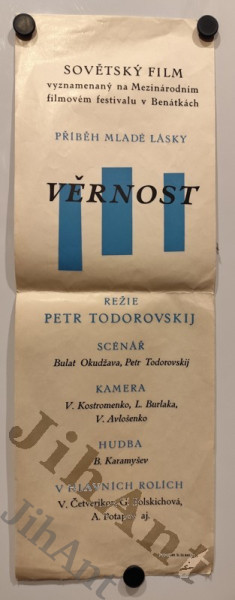 SOVĚTSKÝ FILM
vyznamenaný na Mezinárodním
filmovém festivalu v Benátkách
PŘÍBĚH MLADÉ LÁSKY
VĚRNOST
REŽIE
PETR TODOROVSKIJ
SCÉNÁŘ
Bulat Okudžava, Petr Todorovskij
KAMERA
V. Kostromenko, L. Burlaka,
V. Avlošenko
HUDBA
B. Karamyšev
V HLAVNÍCH ROLÍCH
V. Četverikov, G. Polskichová,
A. Potapov aj.
JihAnt
JihAnt